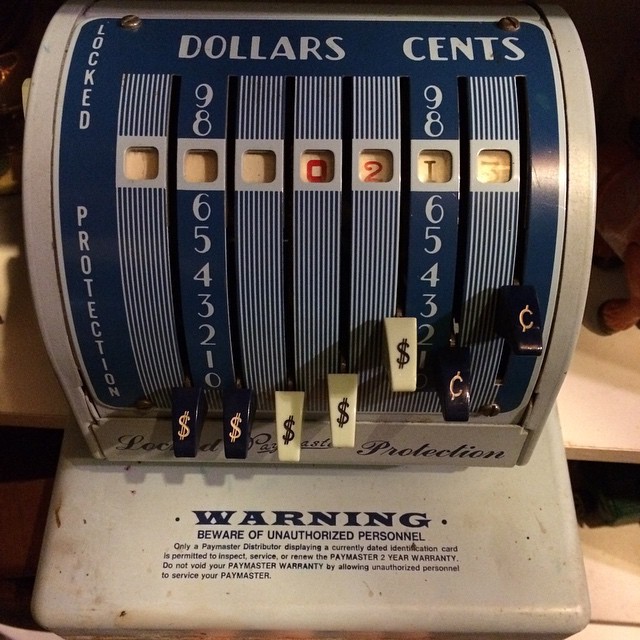 LOCKED
PROTECTION
DOLLARS CENTS
9 9
8 8
0 2
6 6
5 5
4 4
3 3
2 2
1
0
$ $ $ $ $ ¢ ¢
Locked Paymaster Protection
· WARNING ·
BEWARE OF UNAUTHORIZED PERSONNEL
Only a Paymaster Distributor displaying a currently dated identification card
is permitted to inspect, service, or renew the PAYMASTER 2 YEAR WARRANTY.
Do not void your PAYMASTER WARRANTY by allowing unauthorized personnel
to service your PAYMASTER.